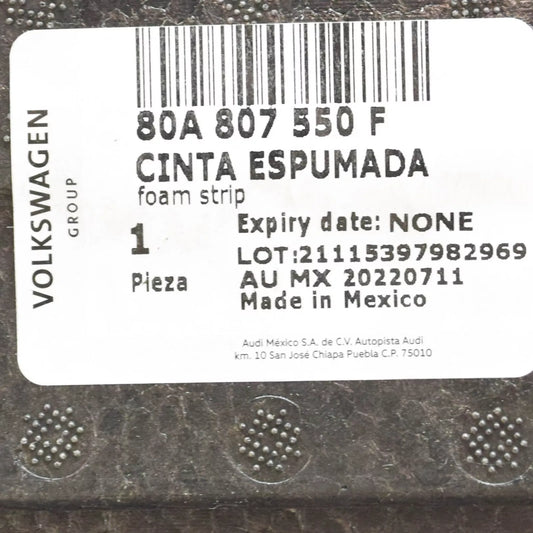 VOLKSWAGEN
GROUP
80A 807 550 F
CINTA ESPUMADA
foam strip
1
Pieza
Expiry date: NONE
LOT:21115397982969
AU MX 20220711
Made in Mexico
Audi México S.A. de C.V. Autopista Audi
km. 10 San José Chiapa Puebla C.P. 75010